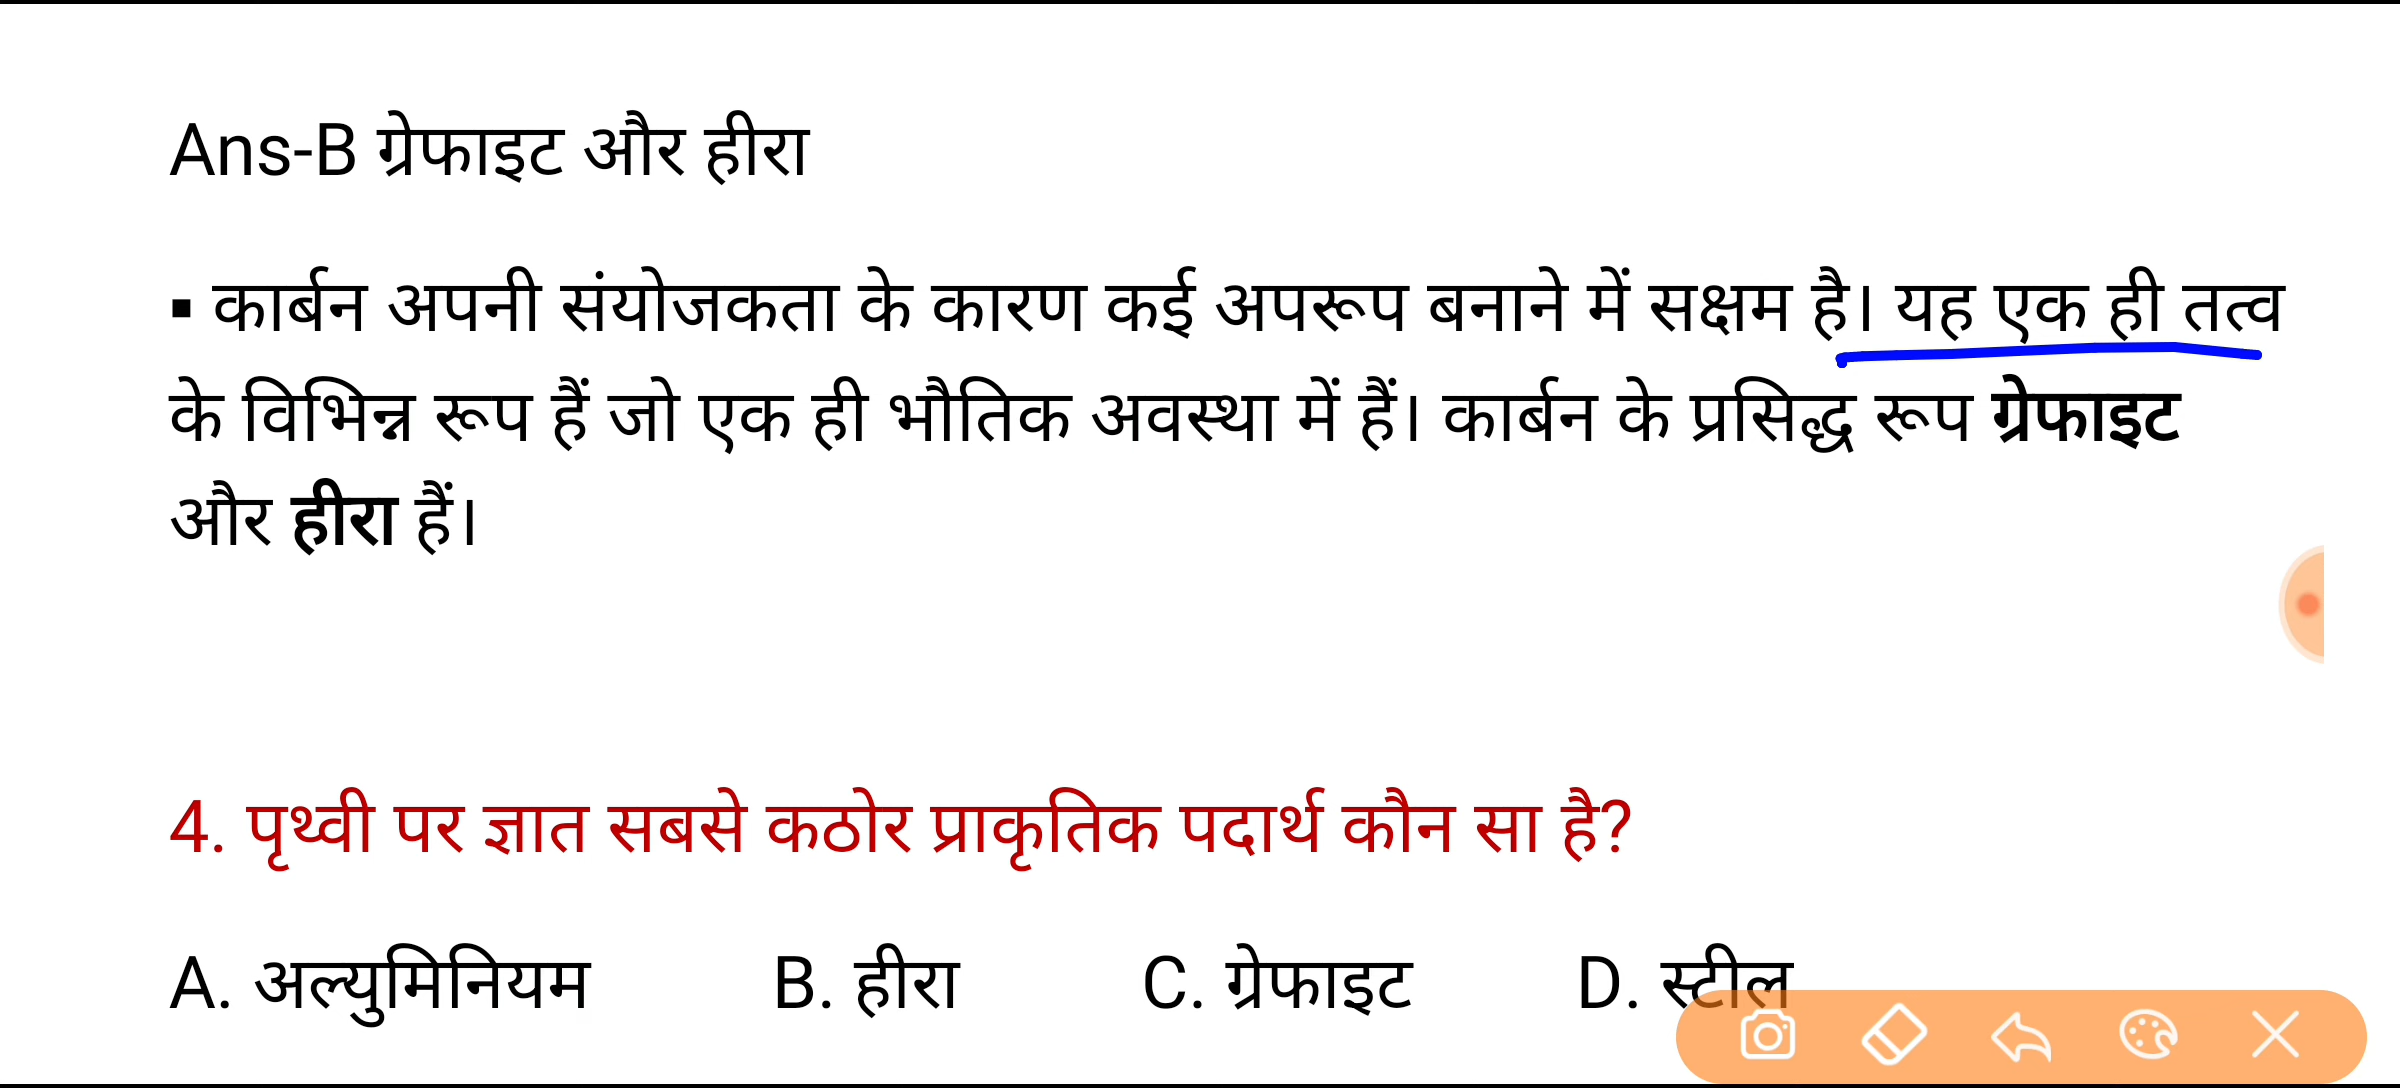 Ans-B ग्रेफाइट और हीरा
▪ कार्बन अपनी संयोजकता के कारण कई अपरूप बनाने में सक्षम है। यह एक ही तत्व
के विभिन्न रूप हैं जो एक ही भौतिक अवस्था में हैं। कार्बन के प्रसिद्ध रूप ग्रेफाइट
और हीरा हैं।
4. पृथ्वी पर ज्ञात सबसे कठोर प्राकृतिक पदार्थ कौन सा है?
A. अल्युमिनियम B. हीरा C. ग्रेफाइट D. स्टील